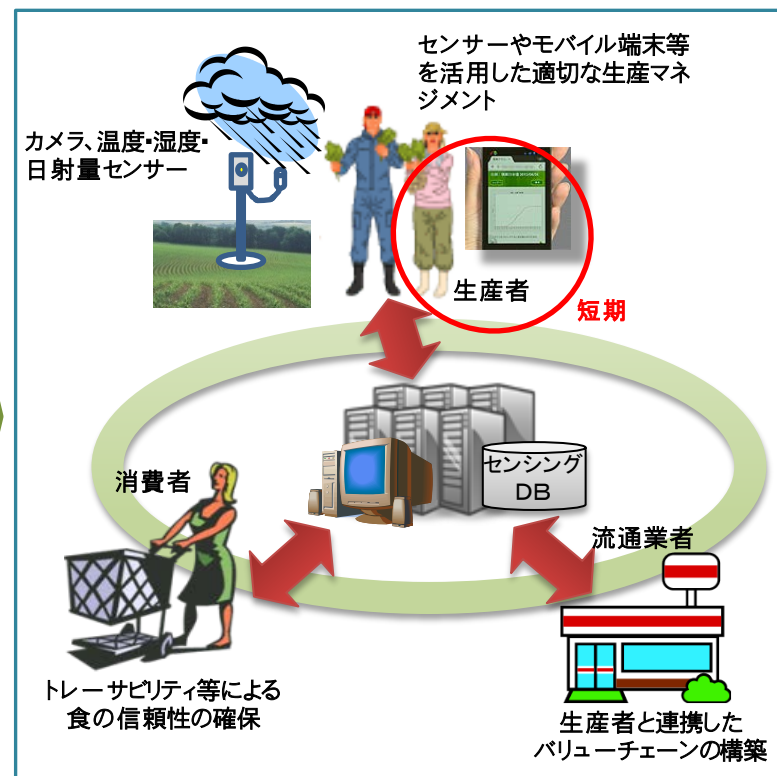 センサーやモバイル端末等
を活用した適切な生産マネ
ジメント
カメラ、温度・湿度・
日射量センサー
生産者
短期
センシング
DB
消費者
流通業者
トレーサビリティ等による
食の信頼性の確保
生産者と連携した
バリューチェーンの構築